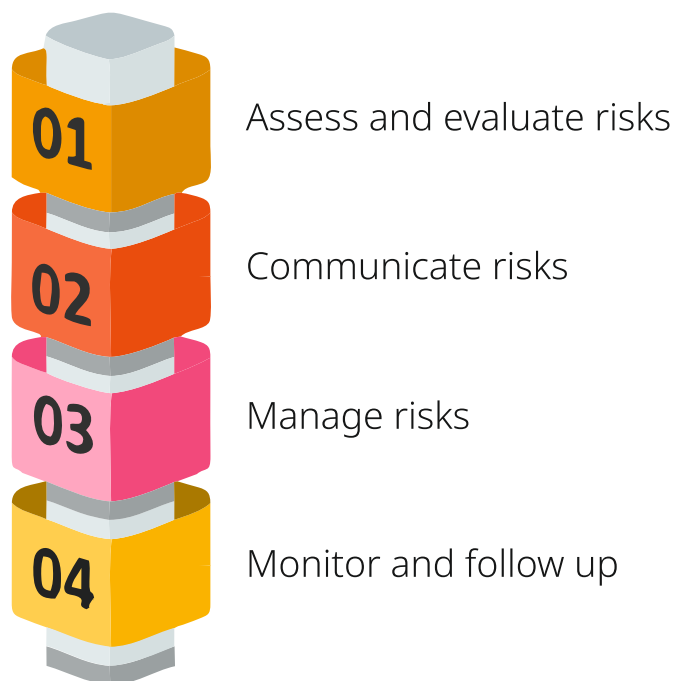 01
Assess and evaluate risks
02
Communicate risks
03
Manage risks
04
Monitor and follow up